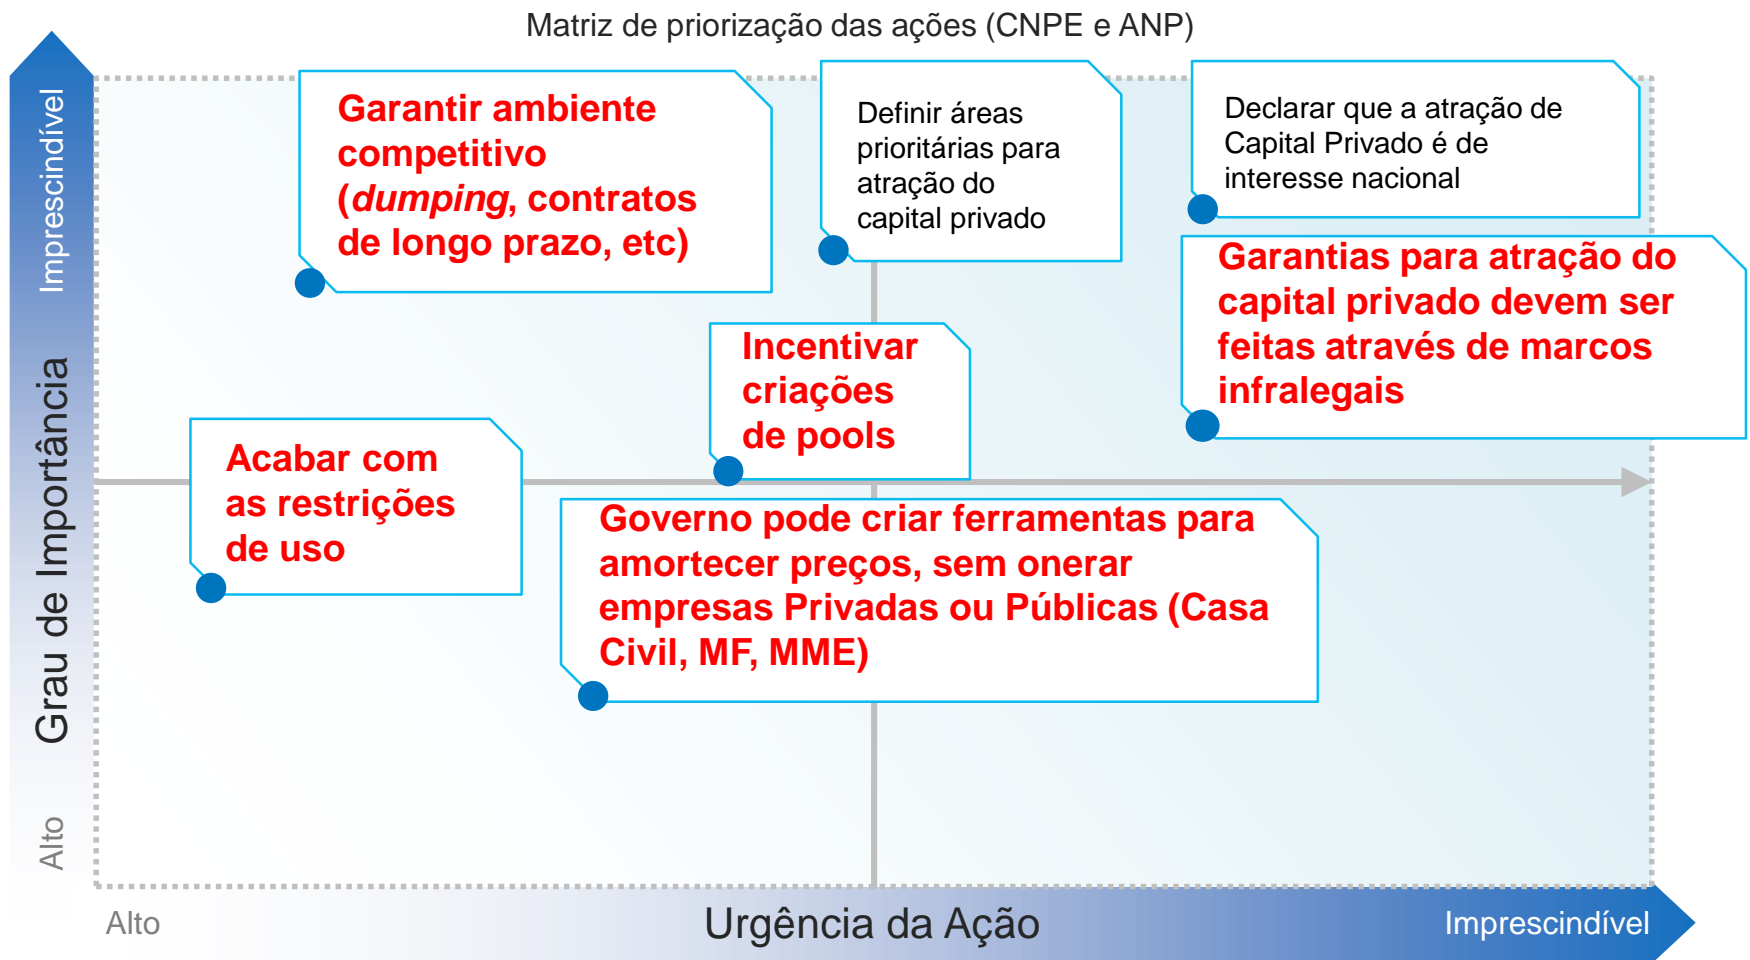 Matriz de priorização das ações (CNPE e ANP)
Imprescindível
Grau de Importância
Alto
Garantir ambiente
competitivo
(dumping, contratos
de longo prazo, etc)
Definir áreas
prioritárias para
atração do
capital privado
Declarar que a atração de
Capital Privado é de
interesse nacional
Garantias para atração do
capital privado devem ser
feitas através de marcos
infralegais
Incentivar
criações
de pools
Acabar com
as restrições
de uso
Governo pode criar ferramentas para
amortecer preços, sem onerar
empresas Privadas ou Públicas (Casa
Civil, MF, MME)
Alto
Urgência da Ação
Imprescindível